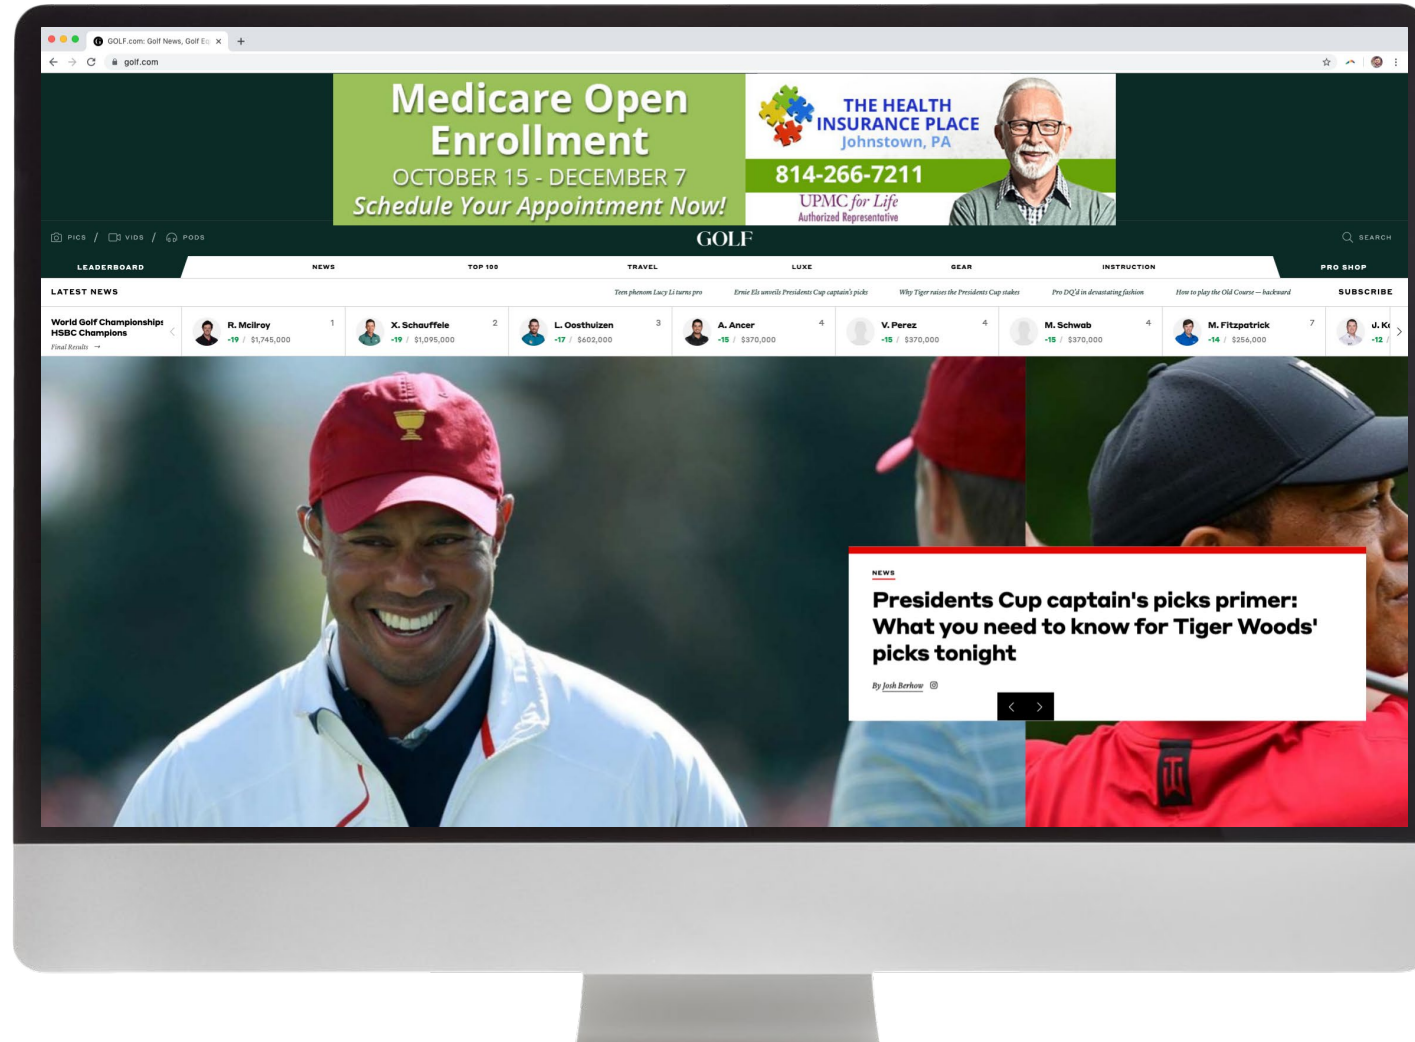 GOLF.com: Golf News, Golf Eq
golf.com
Medicare Open
Enrollment
OCTOBER 15 - DECEMBER 7
Schedule Your Appointment Now!
THE HEALTH
INSURANCE PLACE
Johnstown, PA
814-266-7211
UPMC for Life
Authorized Representative
PICS / VIDS / PODS
GOLF
SEARCH
LEADERBOARD NEWS TOP 100 TRAVEL LUXE GEAR INSTRUCTION PRO SHOP
LATEST NEWS Teen phenom Lucy Li turns pro Ernie Els unveils Presidents Cup captain's picks Why Tiger raises the Presidents Cup stakes Pro DQ'd in devastating fashion How to play the Old Course — backward SUBSCRIBE
World Golf Championships
HSBC Champions
Final Results →
R. Mcilroy 1
-19 / $1,745,000
X. Schauffele 2
-19 / $1,095,000
L. Oosthuizen 3
-17 / $602,000
A. Ancer 4
-15 / $370,000
V. Perez 4
-15 / $370,000
M. Schwab 4
-15 / $370,000
M. Fitzpatrick 7
-14 / $256,000
J. K
-12 /
NEWS
Presidents Cup captain's picks primer:
What you need to know for Tiger Woods'
picks tonight
By Josh Berhow
TW